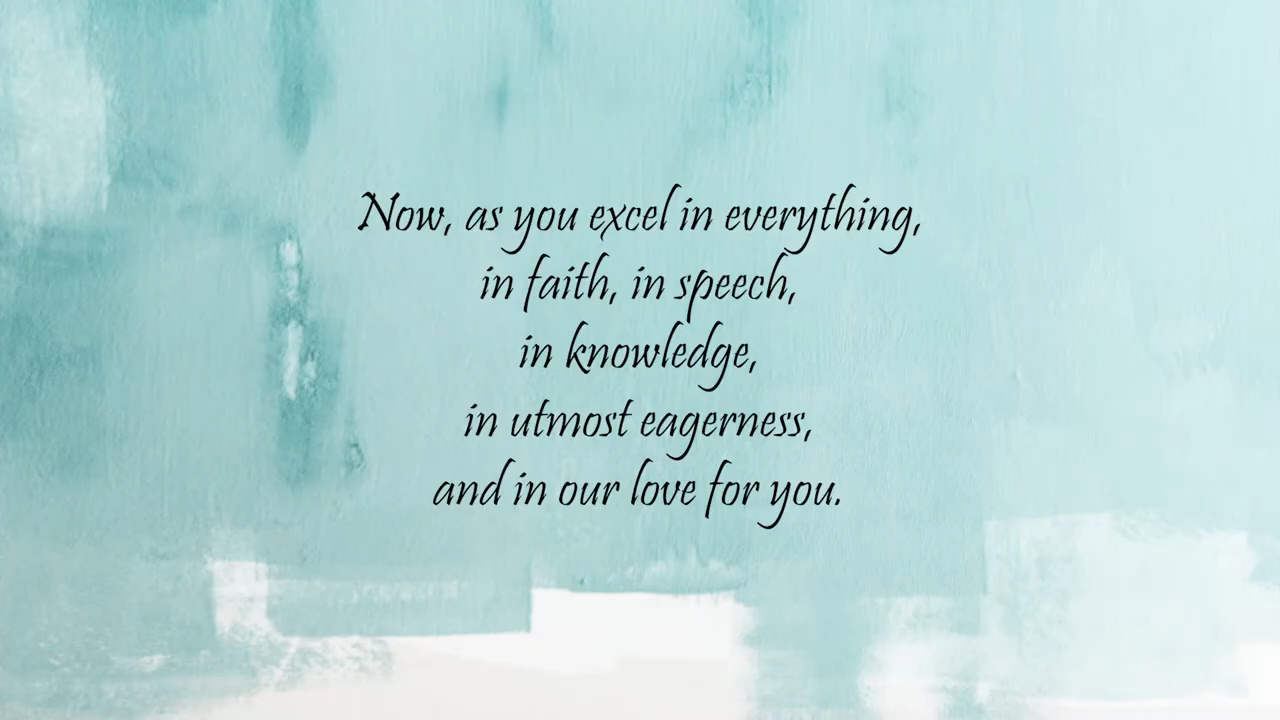 Now, as you excel in everything,
in faith, in speech,
in knowledge,
in utmost eagerness,
and in our love for you.